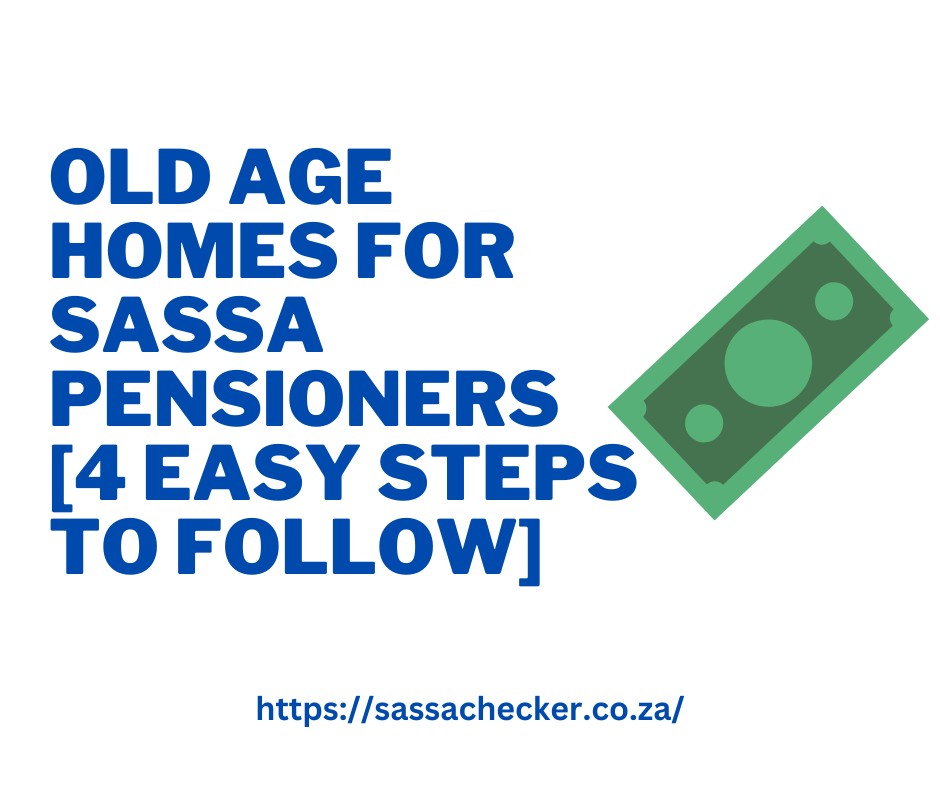 OLD AGE
HOMES FOR
SASSA
PENSIONERS
[4 EASY STEPS
TO FOLLOW]
https://sassachecker.co.za/